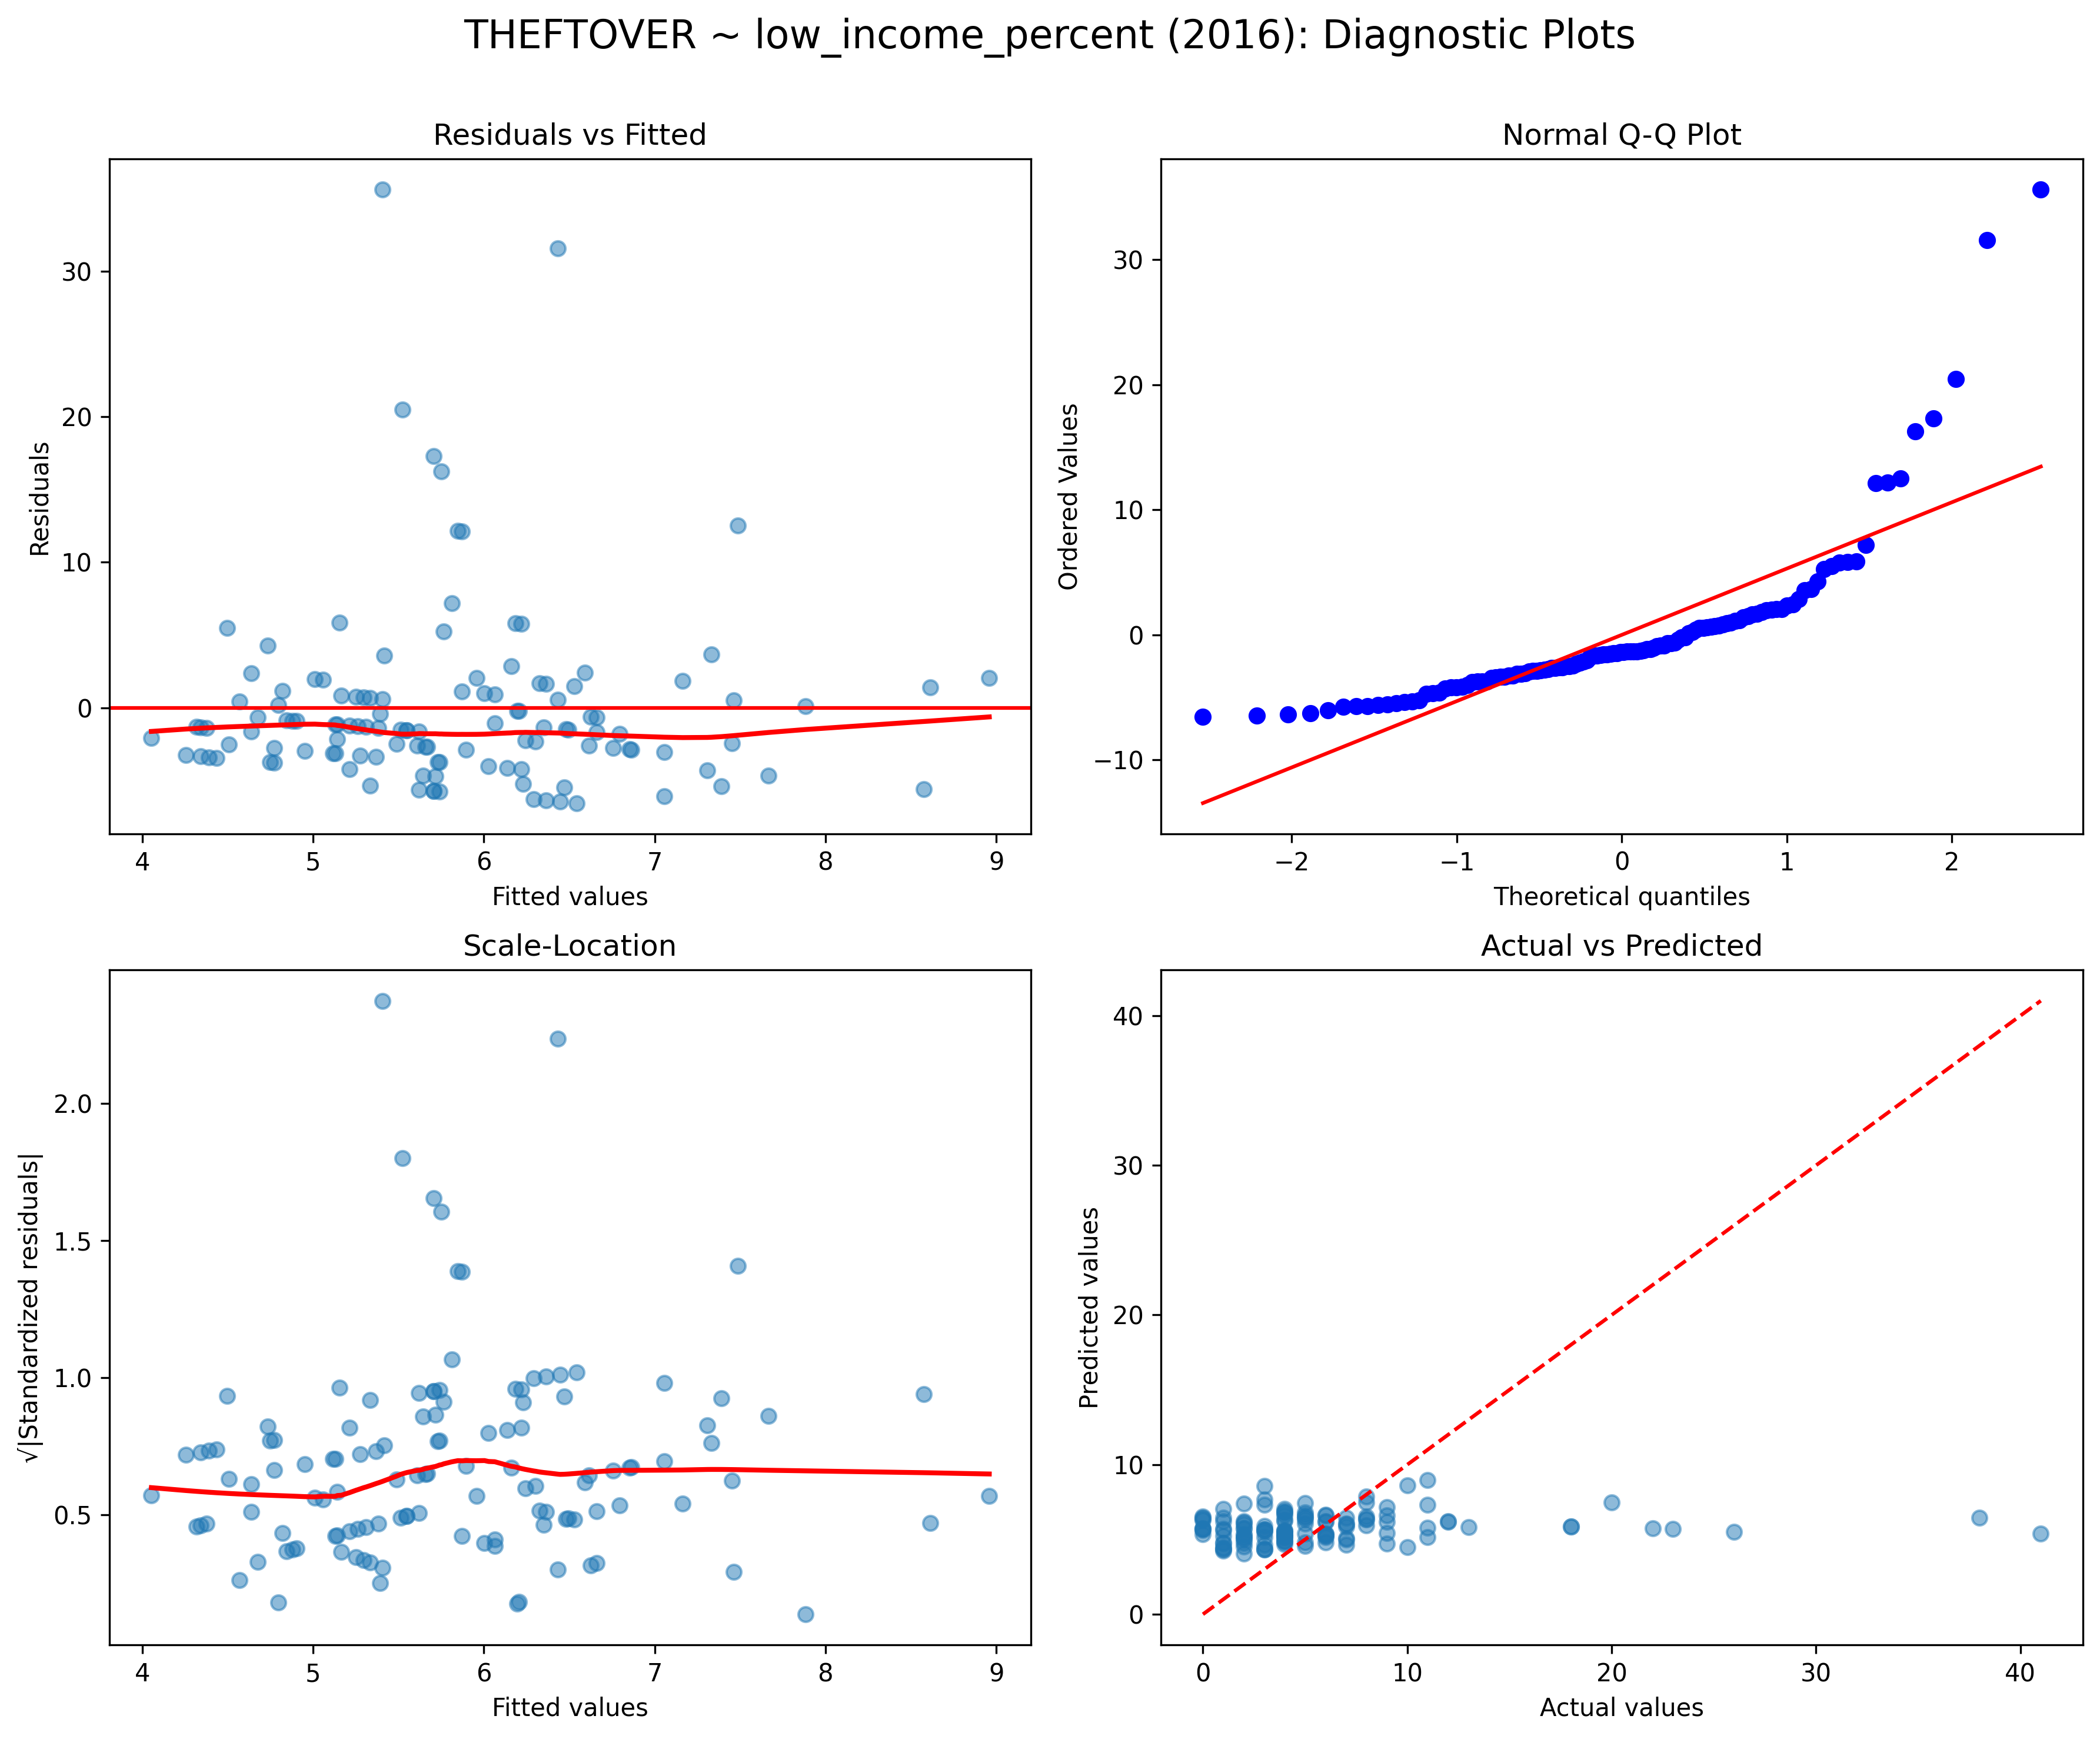 THEFTOVER ~ low_income_percent (2016): Diagnostic Plots
Residuals vs Fitted
Residuals
30
20
10
0
4 5 6 7 8 9
Fitted values
Normal Q-Q Plot
Ordered Values
30
20
10
0
−10
−2 −1 0 1 2
Theoretical quantiles
Scale-Location
√|Standardized residuals|
2.0
1.5
1.0
0.5
4 5 6 7 8 9
Fitted values
Actual vs Predicted
Predicted values
40
30
20
10
0
0 10 20 30 40
Actual values